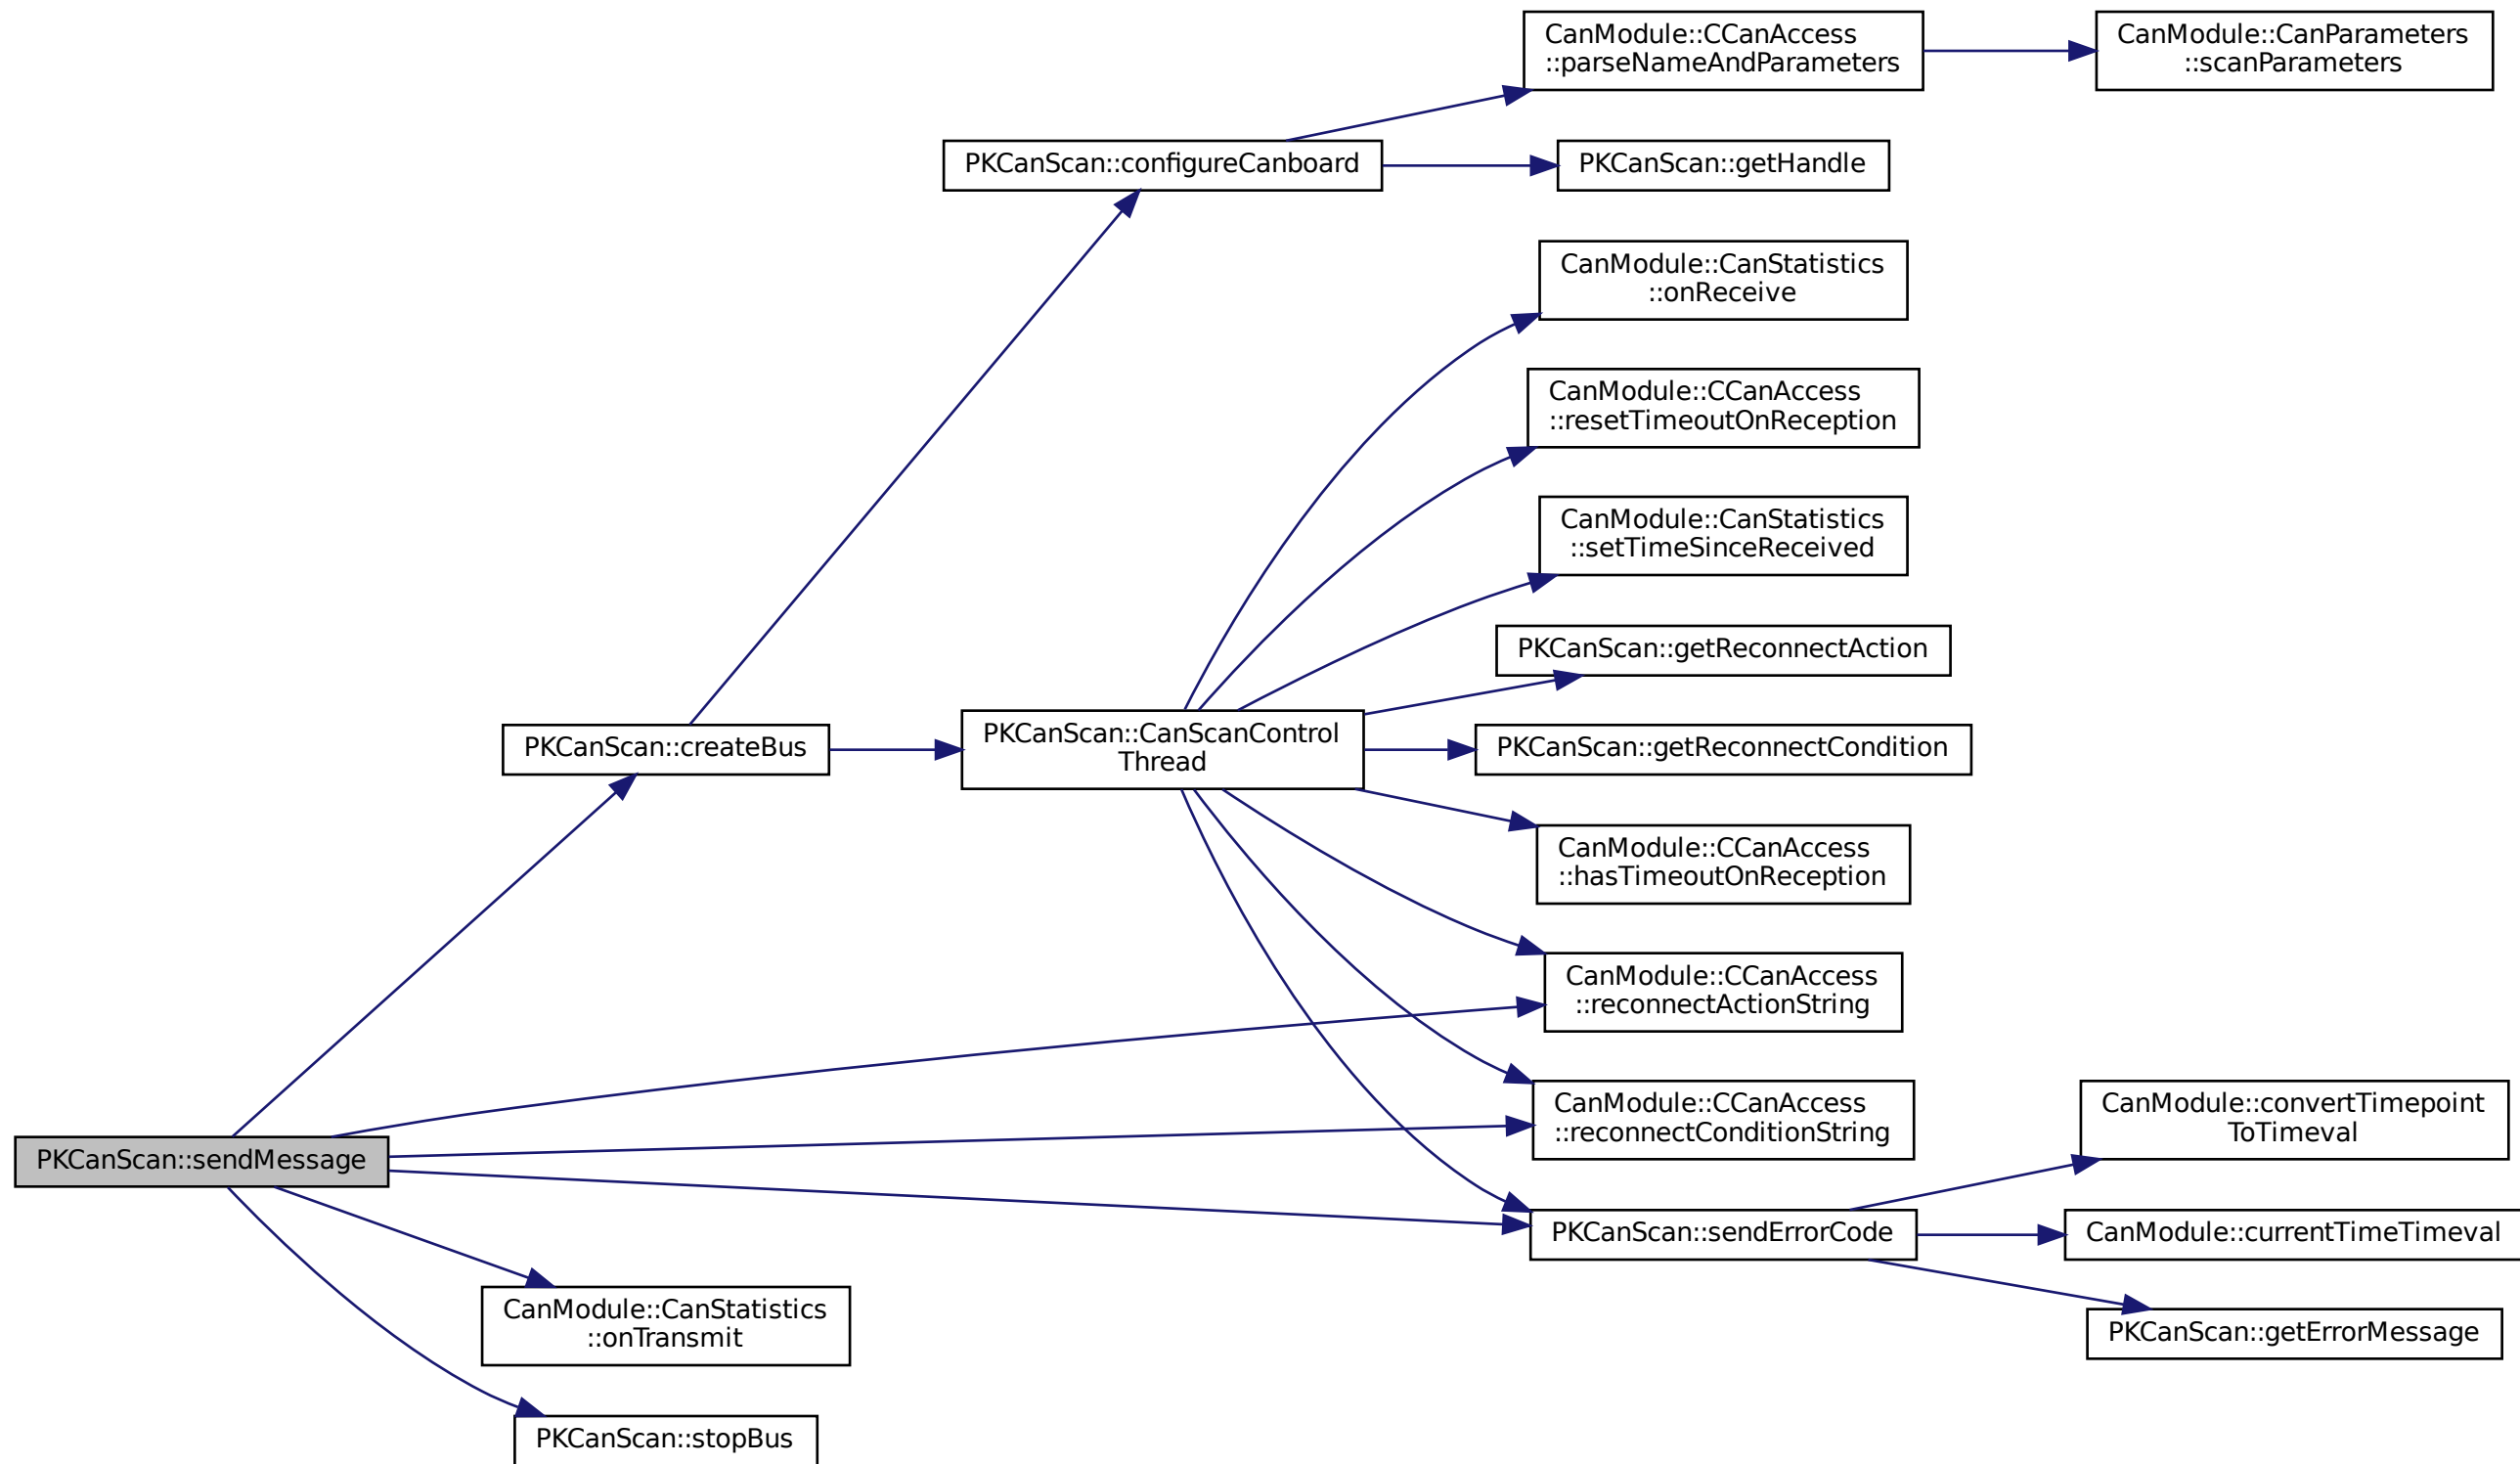 CanModule::CCanAccess
::parseNameAndParameters
CanModule::CanParameters
::scanParameters
PKCanScan::configureCanboard
PKCanScan::getHandle
CanModule::CanStatistics
::onReceive
CanModule::CCanAccess
::resetTimeoutOnReception
CanModule::CanStatistics
::setTimeSinceReceived
PKCanScan::getReconnectAction
PKCanScan::createBus
PKCanScan::CanScanControl
Thread
PKCanScan::getReconnectCondition
CanModule::CCanAccess
::hasTimeoutOnReception
CanModule::CCanAccess
::reconnectActionString
CanModule::CCanAccess
::reconnectConditionString
CanModule::convertTimepoint
ToTimeval
PKCanScan::sendMessage
PKCanScan::sendErrorCode
CanModule::currentTimeTimeval
CanModule::CanStatistics
::onTransmit
PKCanScan::getErrorMessage
PKCanScan::stopBus